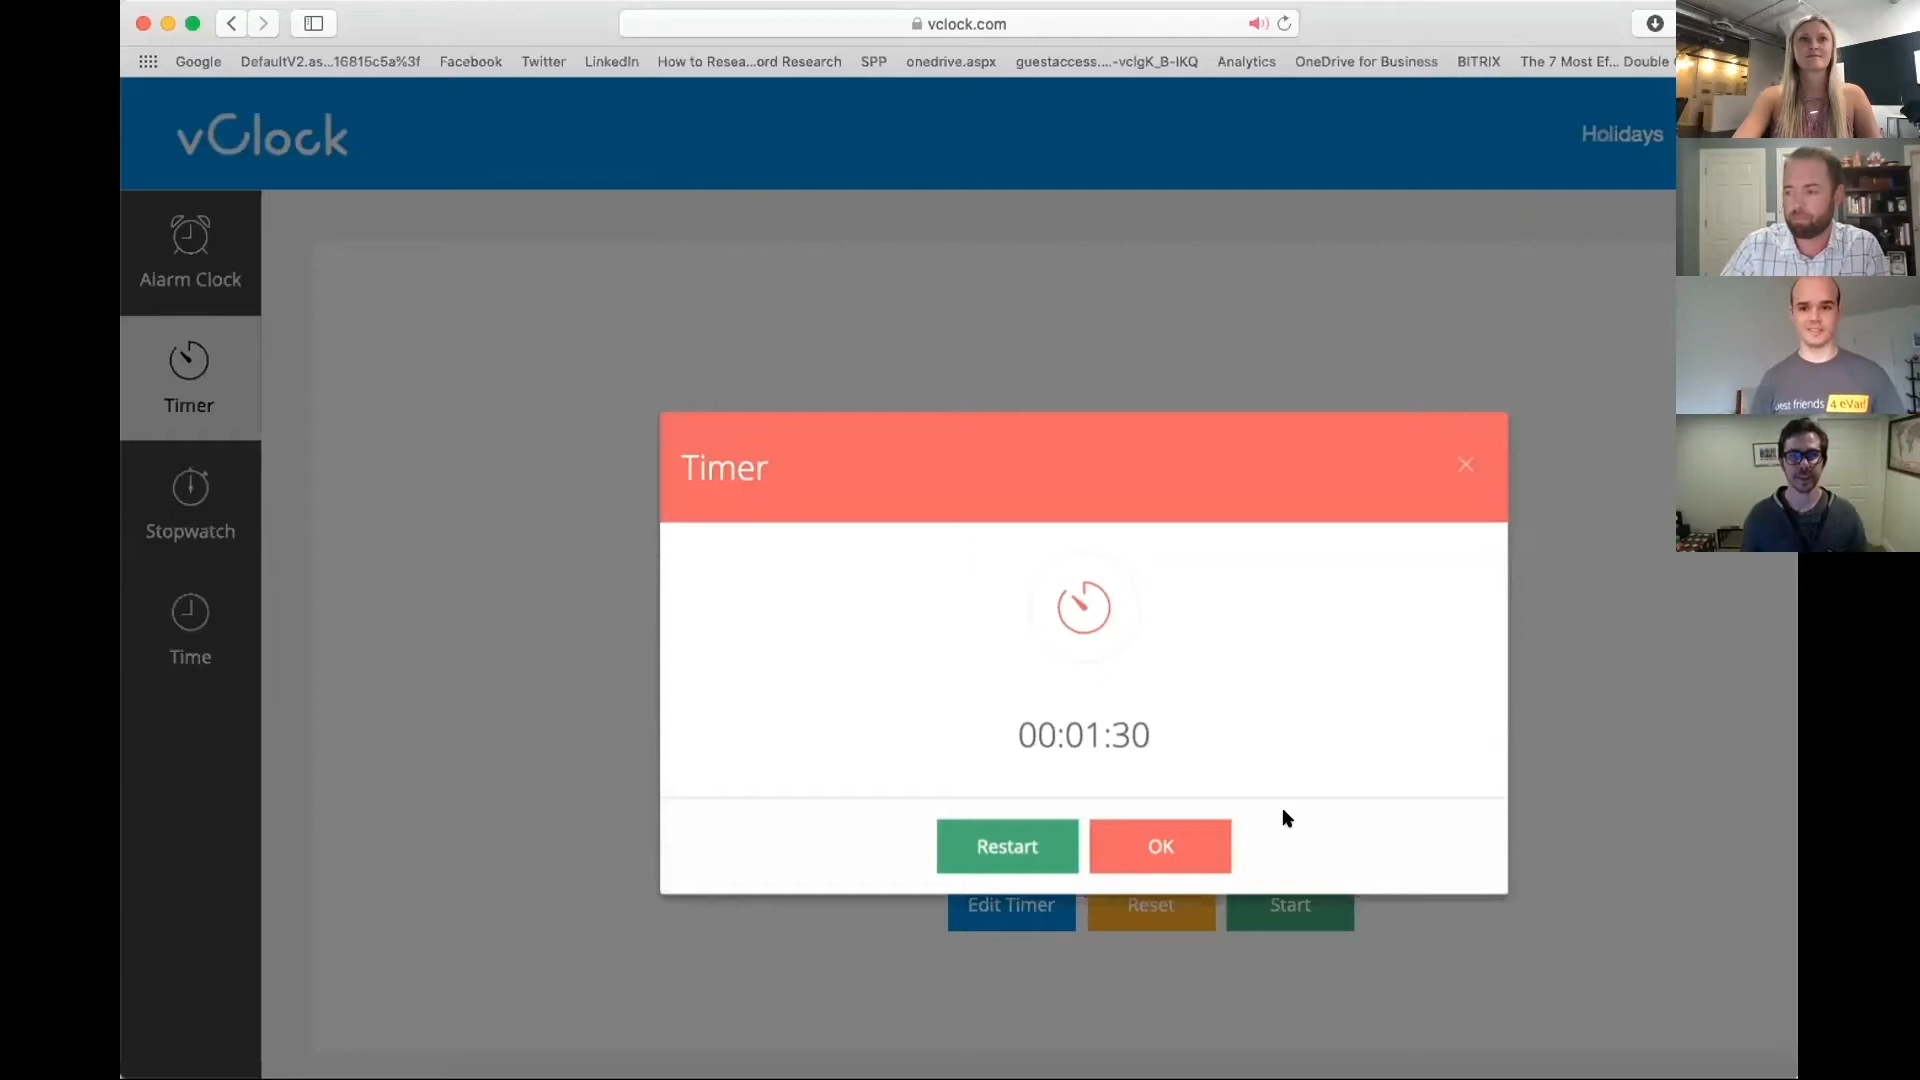 vclock.com
Google DefaultV2.as...16815c5a%3f Facebook Twitter LinkedIn How to Resea...ord Research SPP onedrive.aspx guestaccess....-vclgK_B-IKQ Analytics OneDrive for Business BITRIX The 7 Most Ef... Double
vClock
Holidays
Alarm Clock
Timer
Stopwatch
Time
Timer
00:01:30
Restart OK
Edit Timer Reset Start
best friends 4 eVar!